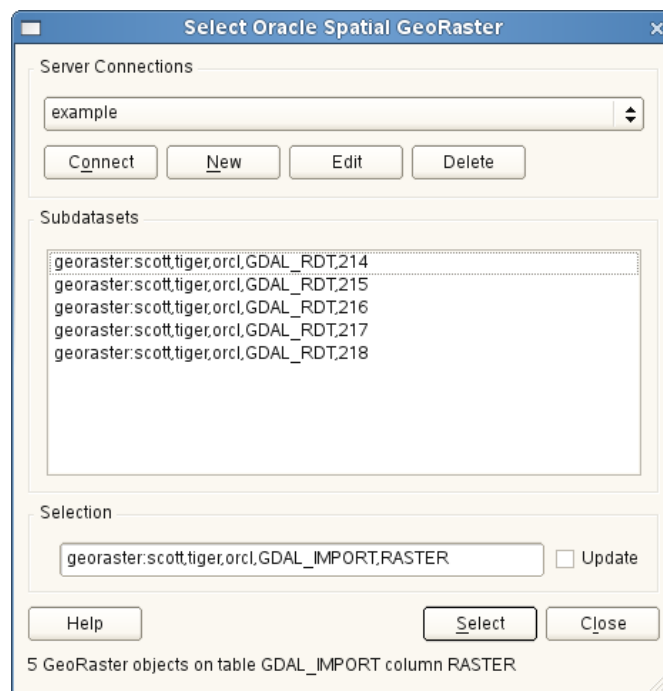 Select Oracle Spatial GeoRaster
Server Connections
example
Connect New Edit Delete
Subdatasets
georaster:scott,tiger,orcl,GDAL_RDT,214
georaster:scott,tiger,orcl,GDAL_RDT,215
georaster:scott,tiger,orcl,GDAL_RDT,216
georaster:scott,tiger,orcl,GDAL_RDT,217
georaster:scott,tiger,orcl,GDAL_RDT,218
Selection
georaster:scott,tiger,orcl,GDAL_IMPORT,RASTER Update
Help Select Close
5 GeoRaster objects on table GDAL_IMPORT column RASTER